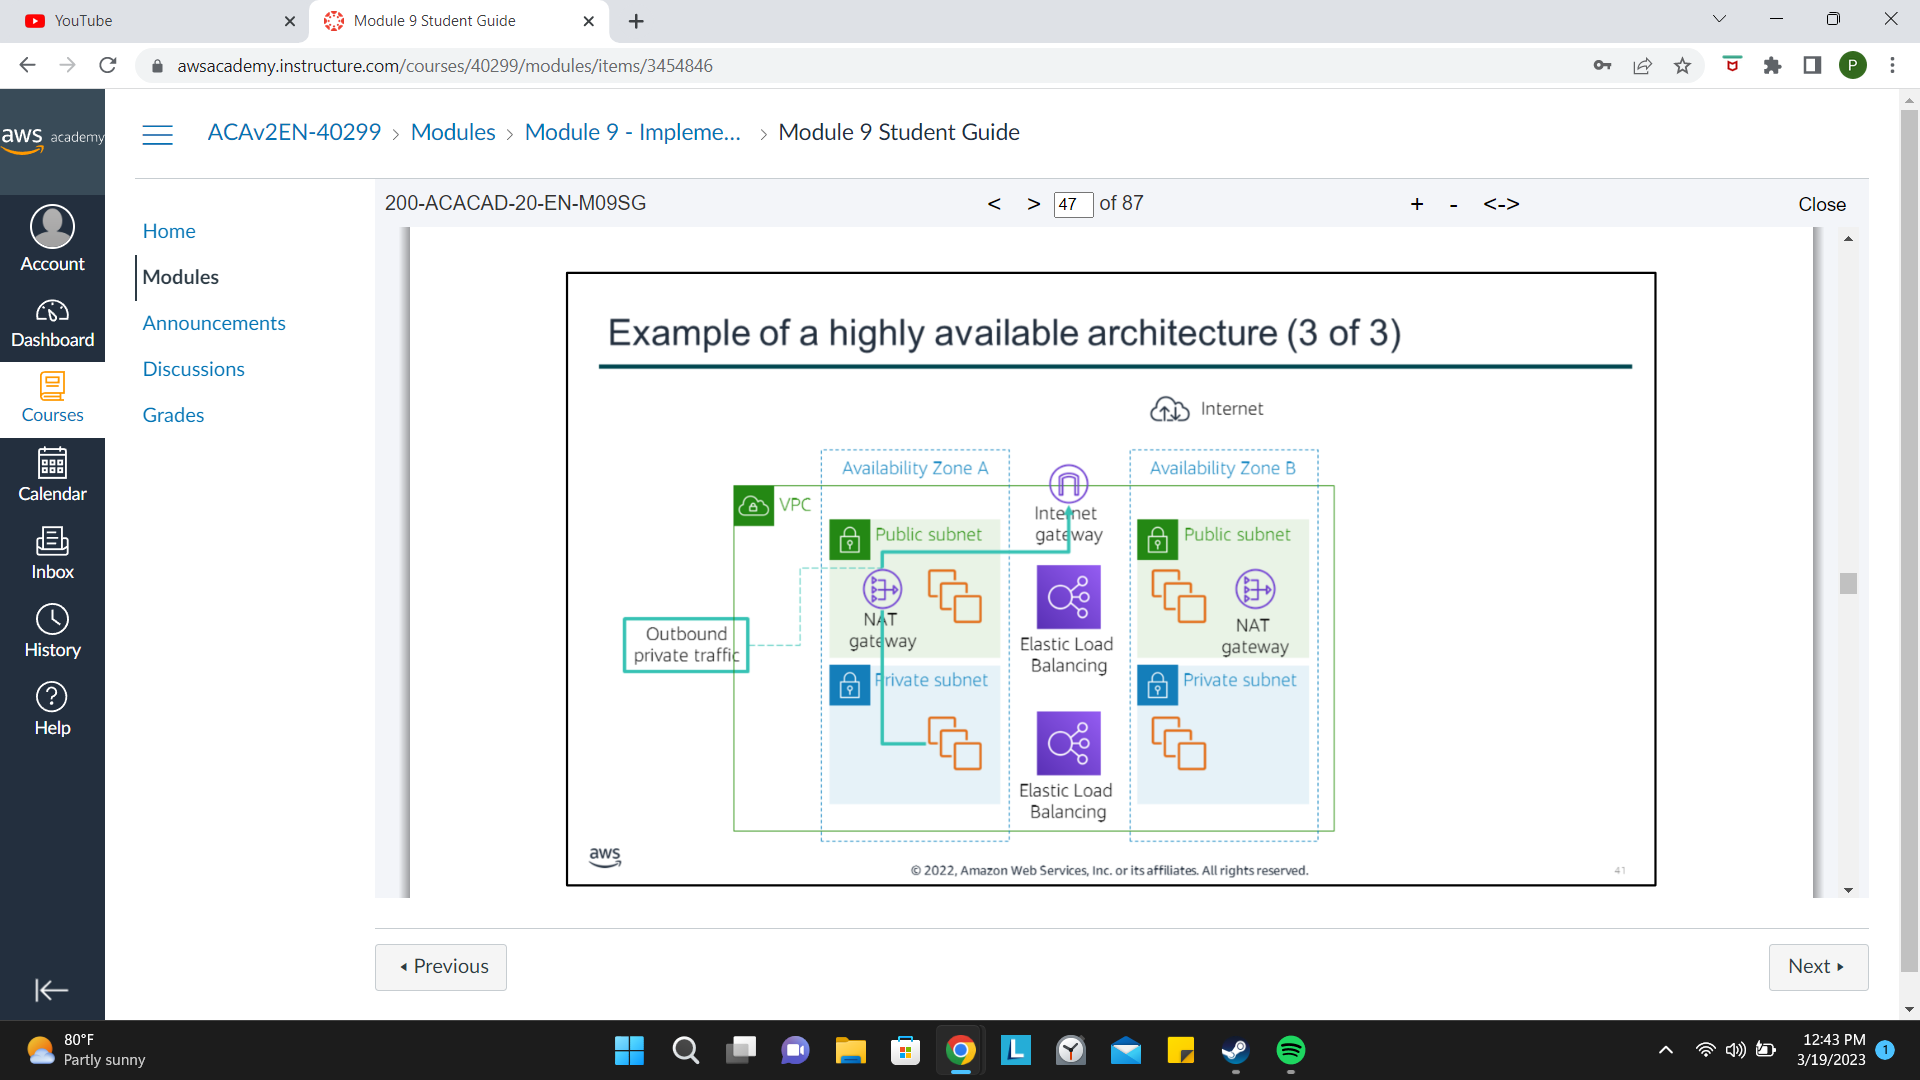 YouTube
Module 9 Student Guide
awsacademy.instructure.com/courses/40299/modules/items/3454846
P
aws academy
ACAv2EN-40299 > Modules > Module 9 - Impleme... > Module 9 Student Guide
Account
Dashboard
Courses
Calendar
Inbox
History
Help
Home
Modules
Announcements
Discussions
Grades
200-ACACAD-20-EN-M09SG
< > 47 of 87
+ - <-> Close
Example of a highly available architecture (3 of 3)
Internet
Availability Zone A
Availability Zone B
VPC
Internet
gateway
Public subnet
Public subnet
NAT
gateway
NAT
gateway
Outbound
private traffic
Elastic Load
Balancing
Private subnet
Private subnet
Elastic Load
Balancing
aws
© 2022, Amazon Web Services, Inc. or its affiliates. All rights reserved.
41
Previous
Next
80°F
Partly sunny
L
12:43 PM
3/19/2023
1